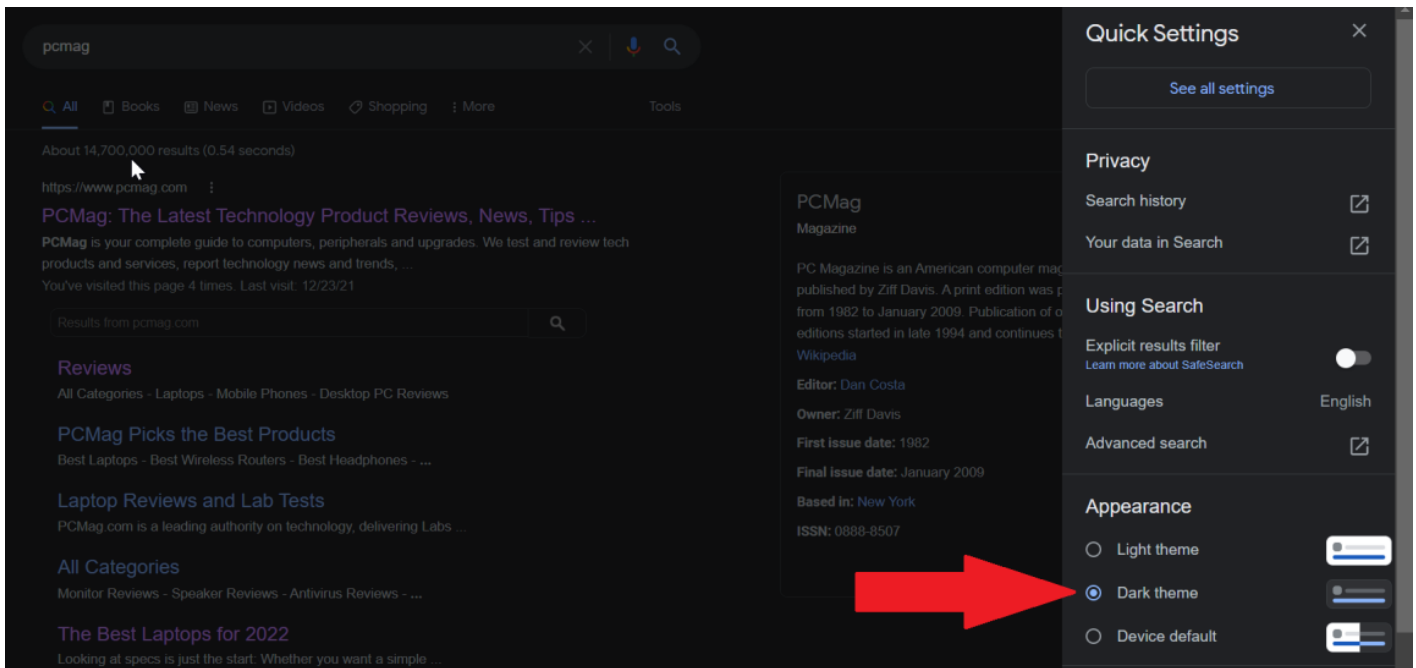 pcmag
All Books News Videos Shopping More Tools
About 14,700,000 results (0.54 seconds)
https://www.pcmag.com
PCMag: The Latest Technology Product Reviews, News, Tips ...
PCMag is your complete guide to computers, peripherals and upgrades. We test and review tech
products and services, report technology news and trends, ...
You've visited this page 4 times. Last visit: 12/23/21
Results from pcmag.com
Reviews
All Categories - Laptops - Mobile Phones - Desktop PC Reviews
PCMag Picks the Best Products
Best Laptops - Best Wireless Routers - Best Headphones - ...
Laptop Reviews and Lab Tests
PCMag.com is a leading authority on technology, delivering Labs ...
All Categories
Monitor Reviews - Speaker Reviews - Antivirus Reviews - ...
The Best Laptops for 2022
Looking at specs is just the start: Whether you want a simple ...
PCMag
Magazine
PC Magazine is an American computer mag
published by Ziff Davis. A print edition was p
from 1982 to January 2009. Publication of o
editions started in late 1994 and continues t
Wikipedia
Editor: Dan Costa
Owner: Ziff Davis
First issue date: 1982
Final issue date: January 2009
Based in: New York
ISSN: 0888-8507
Quick Settings
See all settings
Privacy
Search history
Your data in Search
Using Search
Explicit results filter
Learn more about SafeSearch
Languages English
Advanced search
Appearance
Light theme
Dark theme
Device default